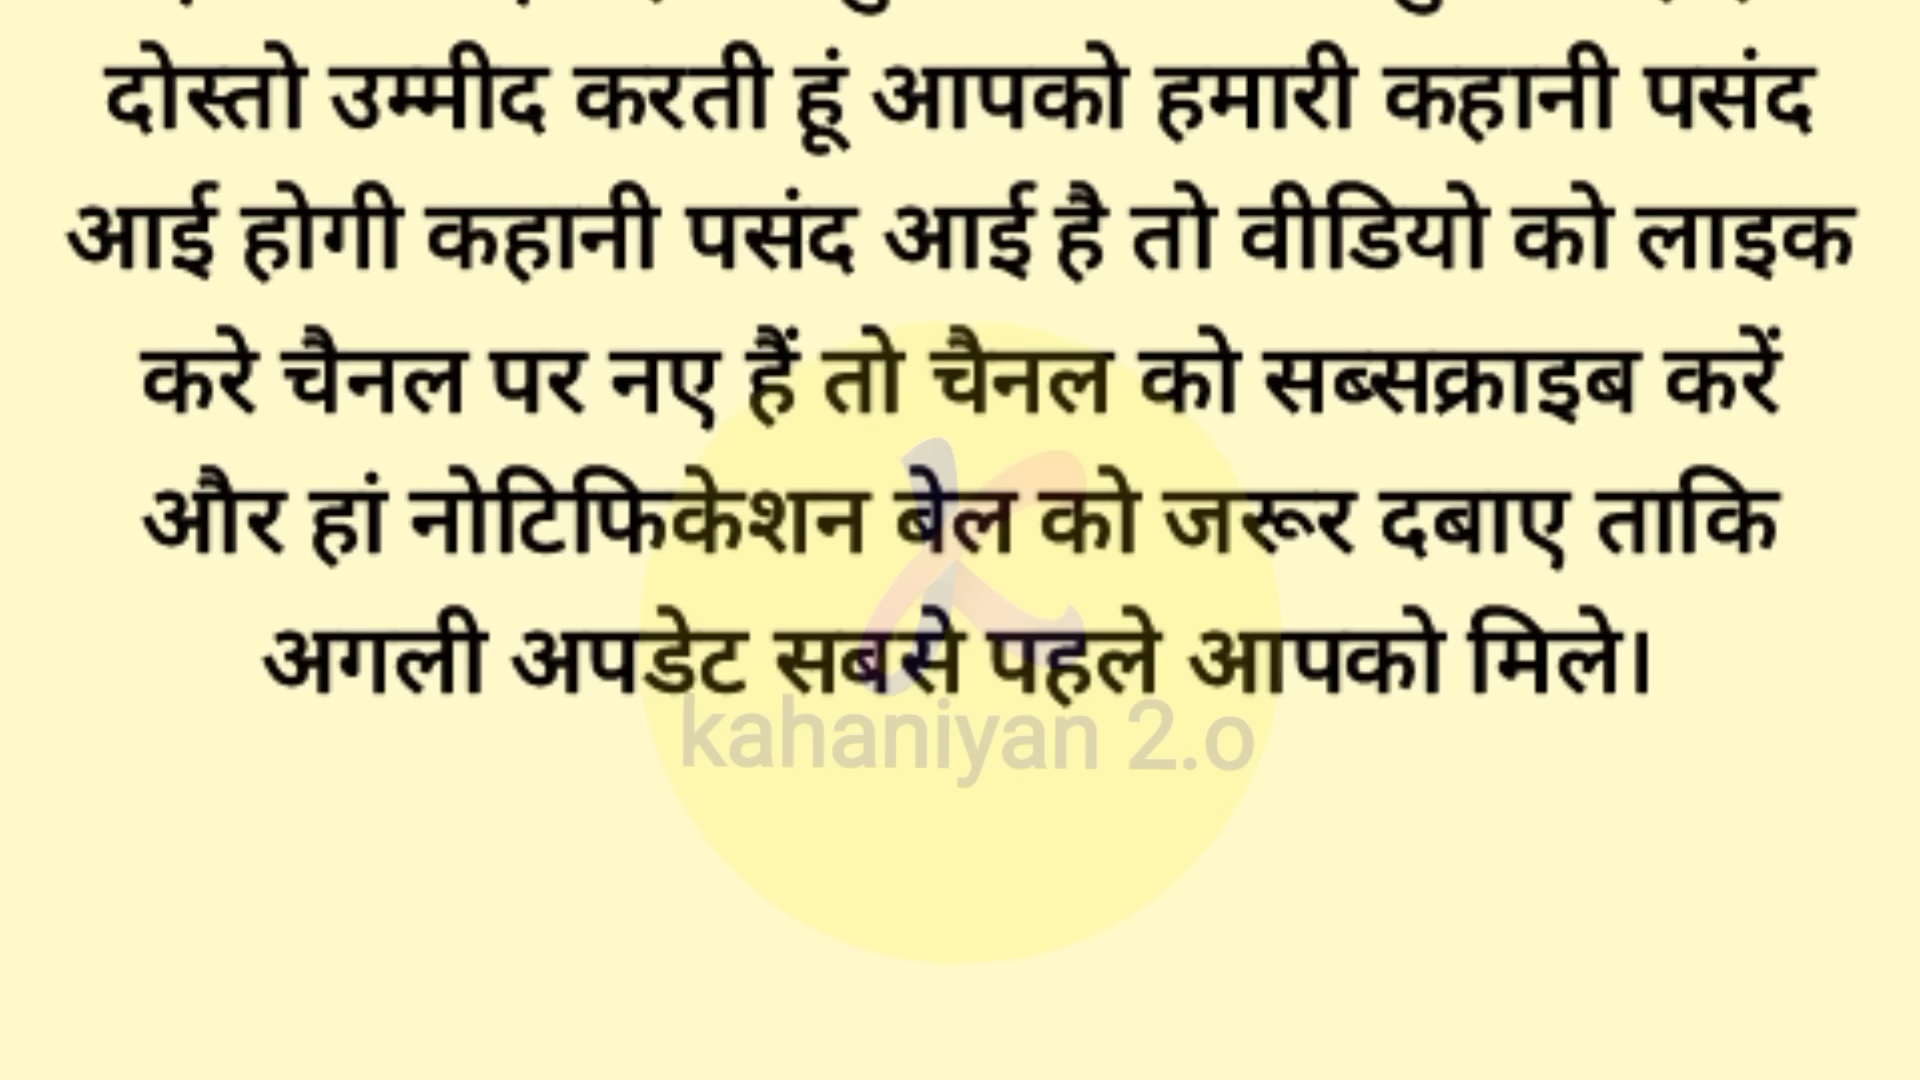 दोस्तो उम्मीद करती हूं आपको हमारी कहानी पसंद
आई होगी कहानी पसंद आई है तो वीडियो को लाइक
करे चैनल पर नए हैं तो चैनल को सब्सक्राइब करें
और हां नोटिफिकेशन बेल को जरूर दबाए ताकि
अगली अपडेट सबसे पहले आपको मिले।
kahaniyan 2.o